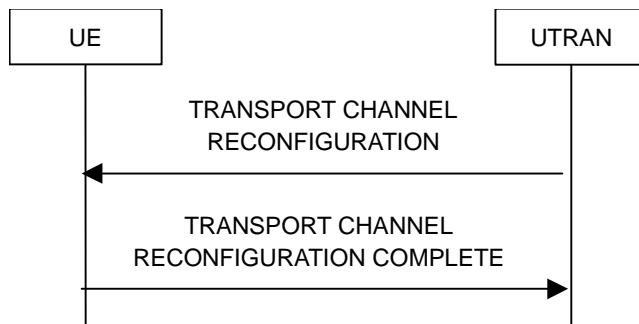 UE
UTRAN
TRANSPORT CHANNEL
RECONFIGURATION
TRANSPORT CHANNEL
RECONFIGURATION COMPLETE